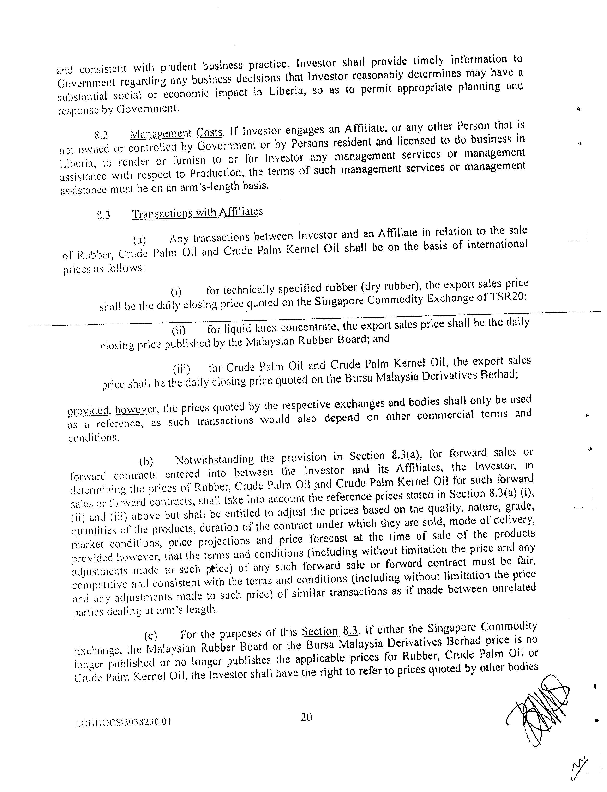 and consistent with prudent business practice. Investor shall provide timely information to
Government regarding any business decisions that Investor reasonably determines may have a
substantial social or economic impact in Liberia, so as to permit appropriate planning and
response by Government.
8.2 Management Costs. If Investor engages an Affiliate, or any other Person that is
not owned or controlled by Government or by Persons resident and licensed to do business in
Liberia, to render or furnish to or for Investor any management services or management
assistance with respect to Production, the terms of such management services or management
assistance must be on an arm's-length basis.
8.3 Transactions with Affiliates
(a) Any transactions between Investor and an Affiliate in relation to the sale
of Rubber, Crude Palm Oil and Crude Palm Kernel Oil shall be on the basis of international
prices as follows
(i) for technically specified rubber (dry rubber), the export sales price
shall be the daily closing price quoted on the Singapore Commodity Exchange of TSR20;
(ii) for liquid latex concentrate, the export sales price shall be the daily
closing price published by the Malaysian Rubber Board; and
(iii) for Crude Palm Oil and Crude Palm Kernel Oil, the export sales
price shall be the daily closing price quoted on the Bursa Malaysia Derivatives Berhad;
provided, however, the prices quoted by the respective exchanges and bodies shall only be used
as a reference, as such transactions would also depend on other commercial terms and
conditions.
(b) Notwithstanding the provision in Section 8.3(a), for forward sales or
forward contracts entered into between the Investor and its Affiliates, the Investor, in
determining the prices of Rubber, Crude Palm Oil and Crude Palm Kernel Oil for such forward
sales or forward contracts, shall take into account the reference prices stated in Section 8.3(a) (i),
(ii) and (iii) above but shall be entitled to adjust the prices based on the quality, nature, grade,
quantities of the products, duration of the contract under which they are sold, mode of delivery,
market conditions, price projections and price forecast at the time of sale of the products
provided however, that the terms and conditions (including without limitation the price and any
adjustments made to such price) of any such forward sale or forward contract must be fair,
competitive and consistent with the terms and conditions (including without limitation the price
and any adjustments made to such price) of similar transactions as if made between unrelated
parties dealing at arm's length.
(c) For the purposes of this Section 8.3, if either the Singapore Commodity
Exchange, the Malaysian Rubber Board or the Bursa Malaysia Derivatives Berhad price is no
longer published or no longer publishes the applicable prices for Rubber, Crude Palm Oil or
Crude Palm Kernel Oil, the Investor shall have the right to refer to prices quoted by other bodies
20